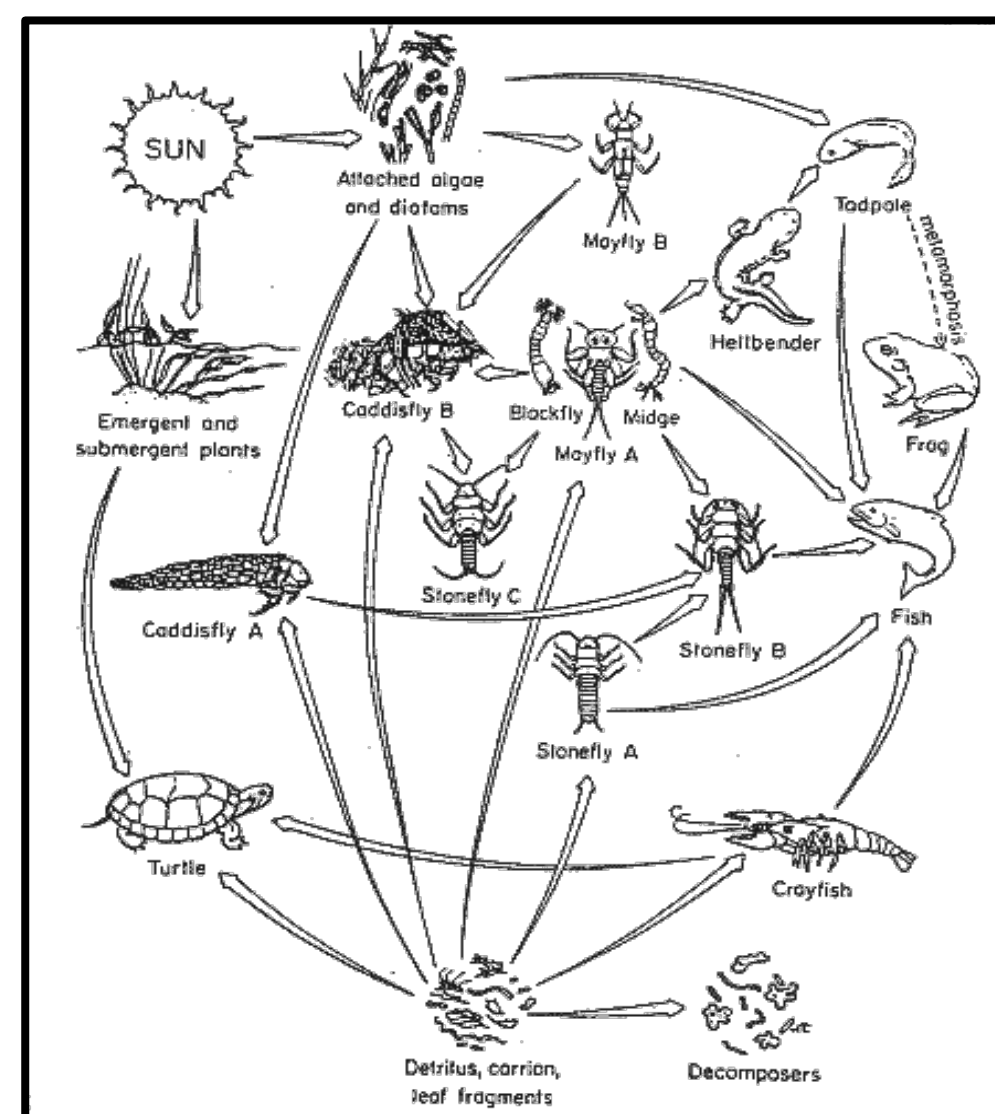 SUN
Attached algae
and diatoms
Mayfly B
Tadpole
metamorphosis
Hellbender
Frog
Emergent and
submergent plants
Caddisfly B
Blackfly
Midge
Mayfly A
Stonefly C
Caddisfly A
Stonefly B
Fish
Stonefly A
Turtle
Crayfish
Detritus, carrion,
leaf fragments
Decomposers